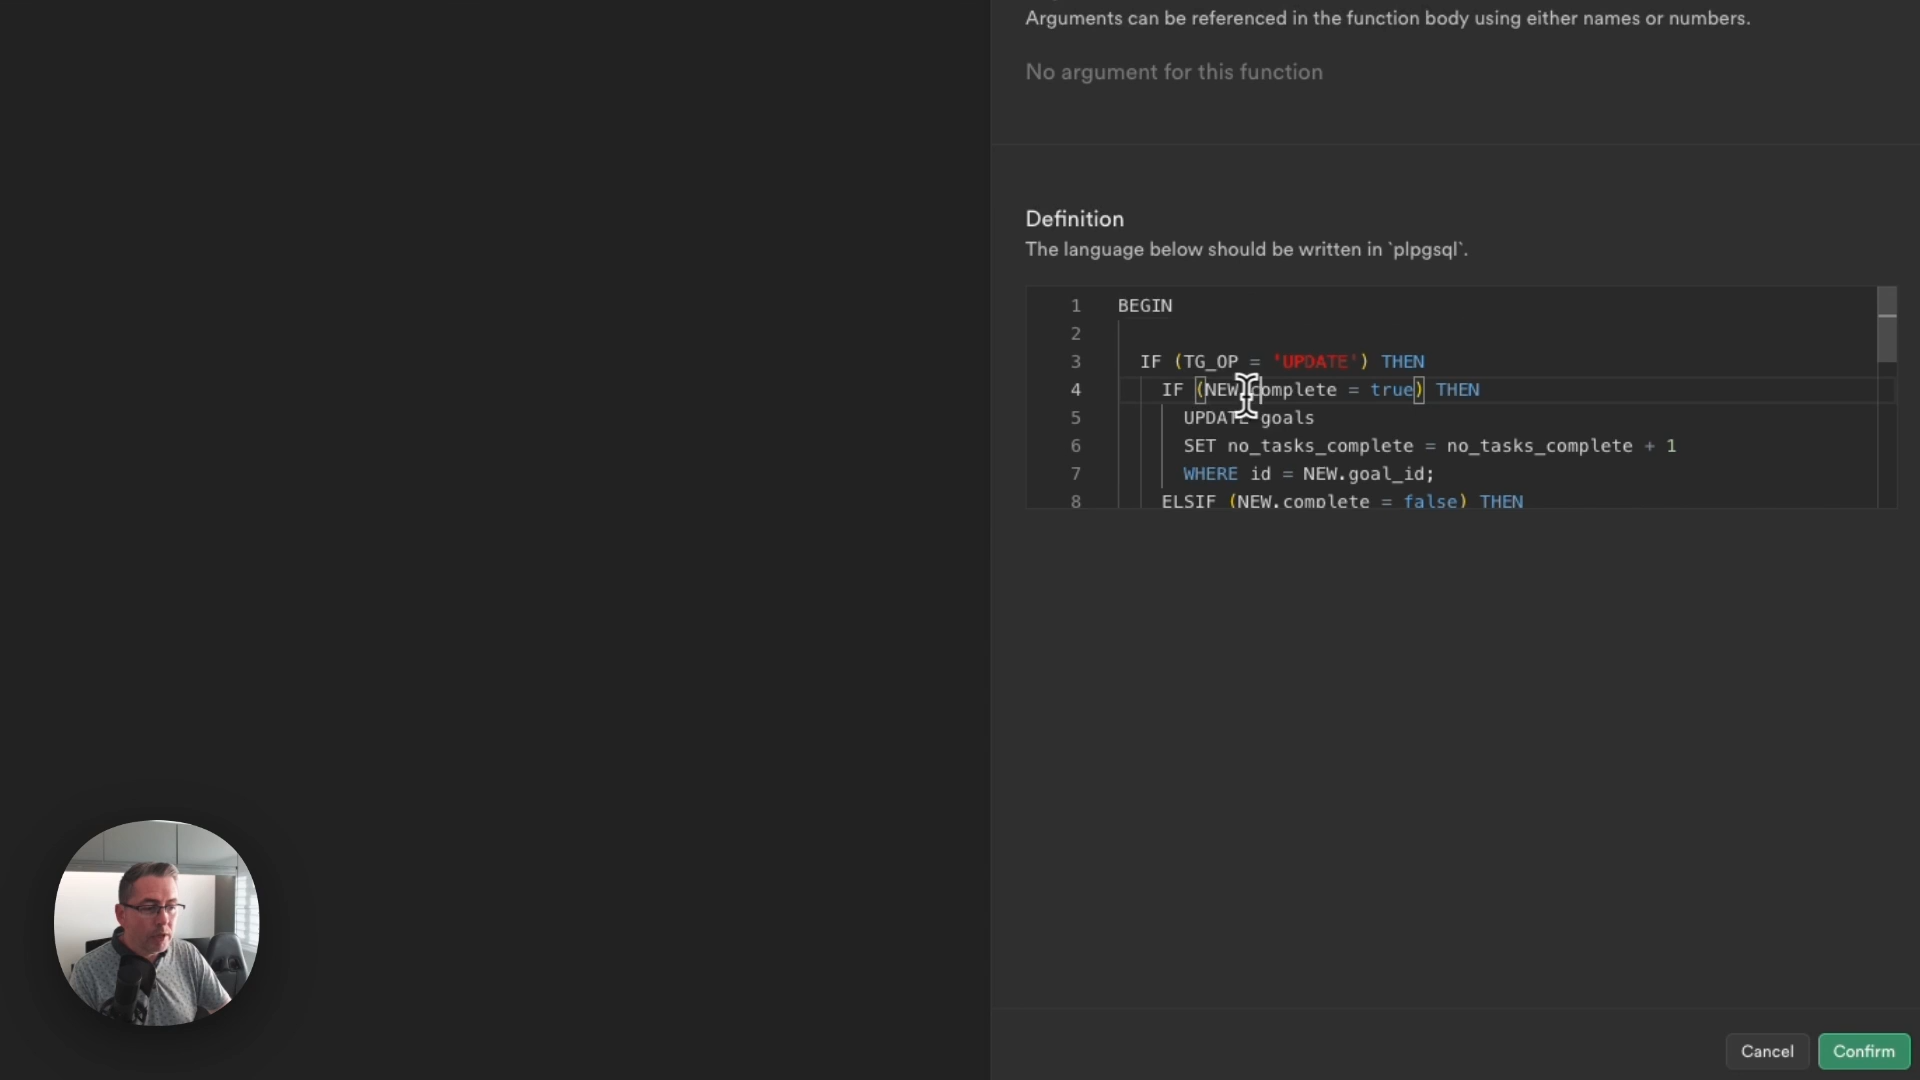 Arguments can be referenced in the function body using either names or numbers.
No argument for this function
Definition
The language below should be written in `plpgsql`.
1 BEGIN
2
3 IF (TG_OP = 'UPDATE') THEN
4 IF (NEW.complete = true) THEN
5 UPDATE goals
6 SET no_tasks_complete = no_tasks_complete + 1
7 WHERE id = NEW.goal_id;
8 ELSIF (NEW.complete = false) THEN
Cancel
Confirm